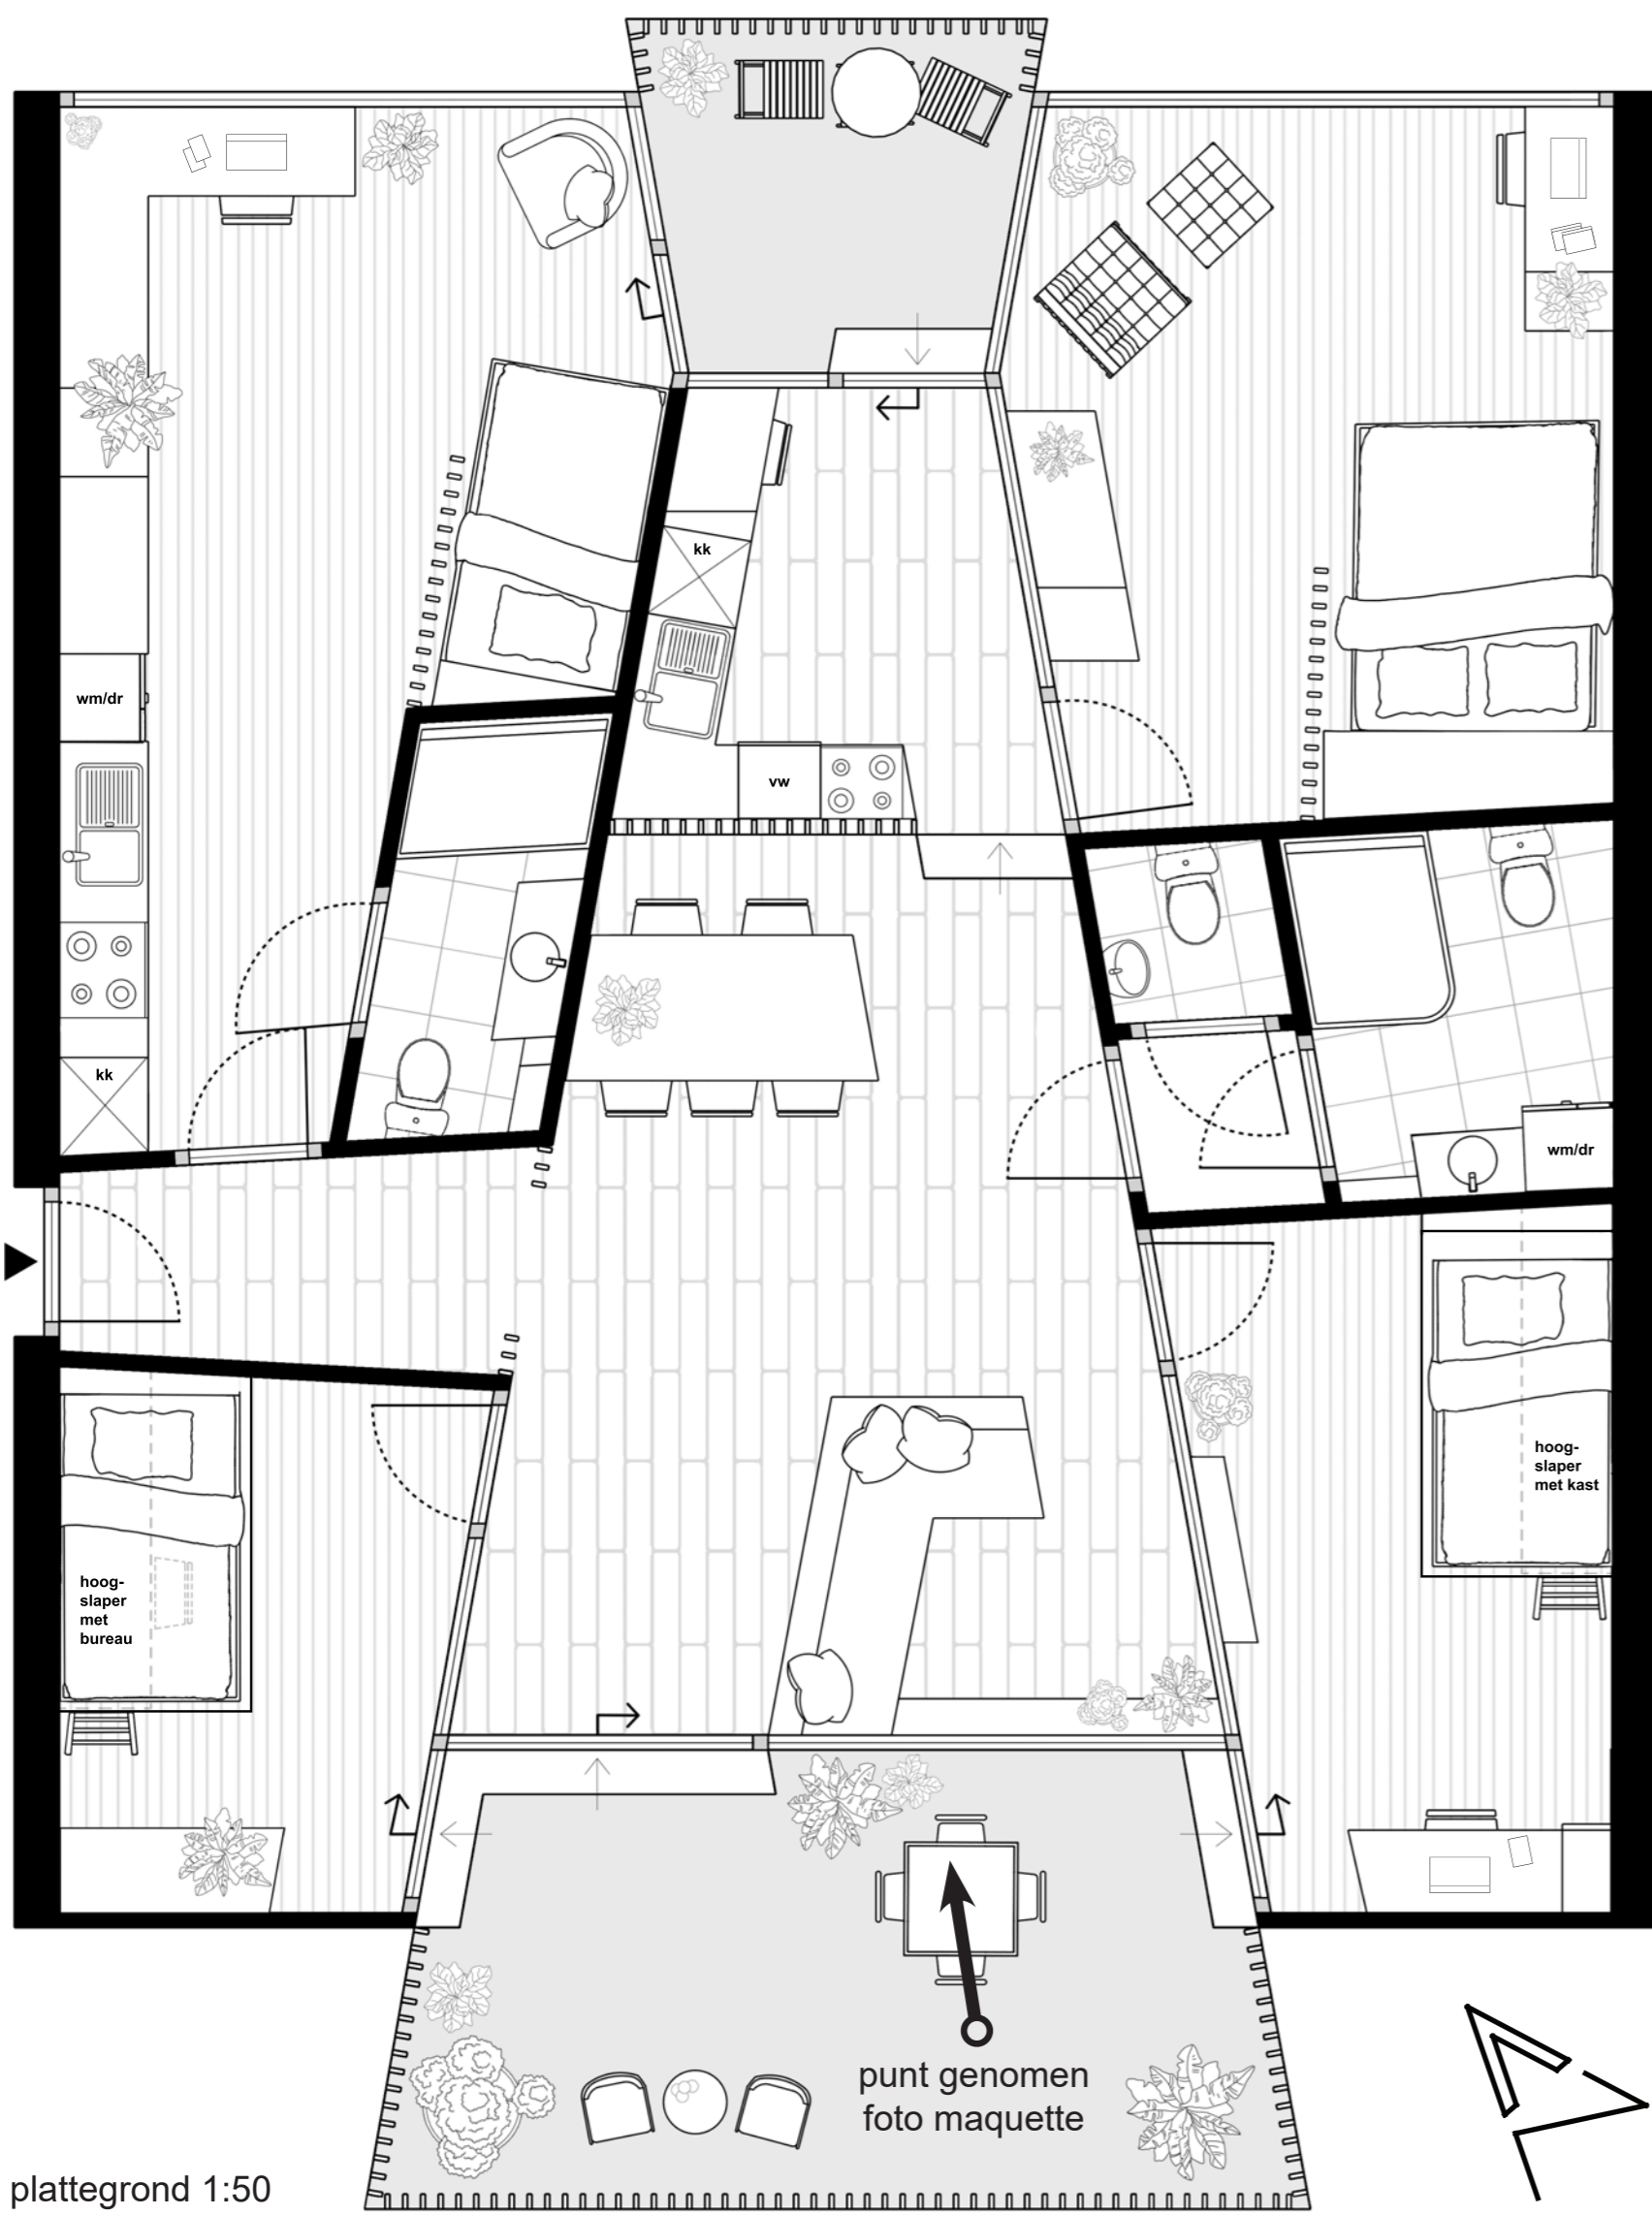 kk
wm/dr
vw
kk
wm/dr
hoog-
slaper
met kast
hoog-
slaper
met
bureau
punt genomen
foto maquette
plattegrond 1:50